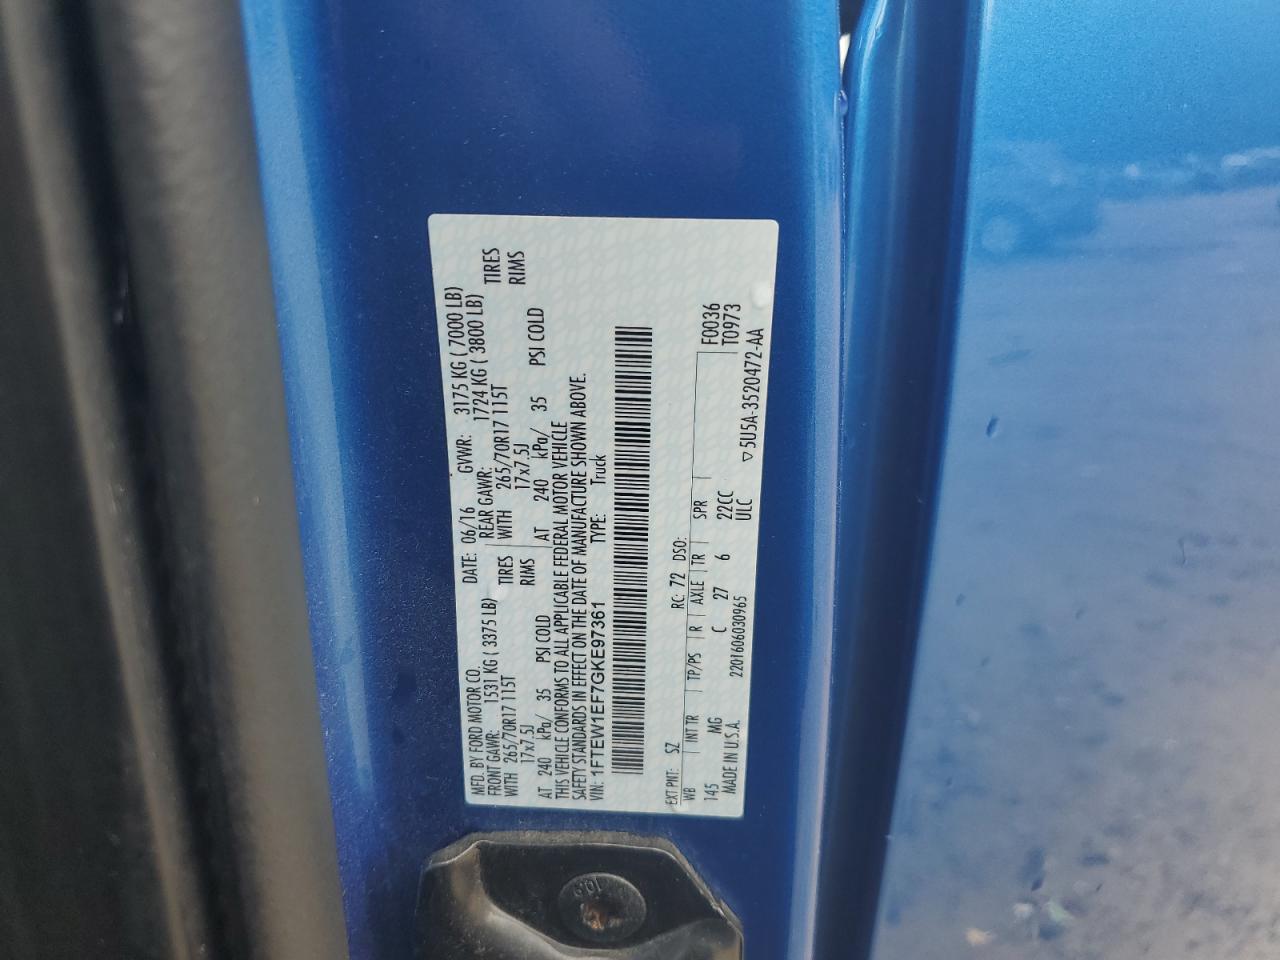 MFD. BY FORD MOTOR CO. DATE: 06/16 GVWR: 3175 KG ( 7000 LB)
FRONT GAWR: 1531 KG ( 3375 LB) REAR GAWR: 1724 KG ( 3800 LB)
WITH 265/70R17 115T TIRES WITH 265/70R17 115T TIRES
17x7.5J RIMS 17x7.5J RIMS
AT 240 kPa/ 35 PSI COLD AT 240 kPa/ 35 PSI COLD
THIS VEHICLE CONFORMS TO ALL APPLICABLE FEDERAL MOTOR VEHICLE
SAFETY STANDARDS IN EFFECT ON THE DATE OF MANUFACTURE SHOWN ABOVE.
VIN: 1FTEW1EF7GKE97361 TYPE: Truck
EXT PNT: SZ RC: 72 DSO:
WB INT TR TP/PS R AXLE TR SPR F0036
145 MG C 27 6 22CC T0973
MADE IN U.S.A. 2201606030965 ULC ▽5U5A-3520472-AA
10.9